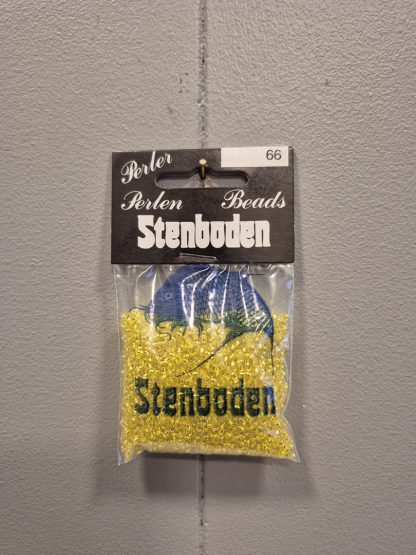 66
Perler
Perlen Beads
Stenboden
Stenboden